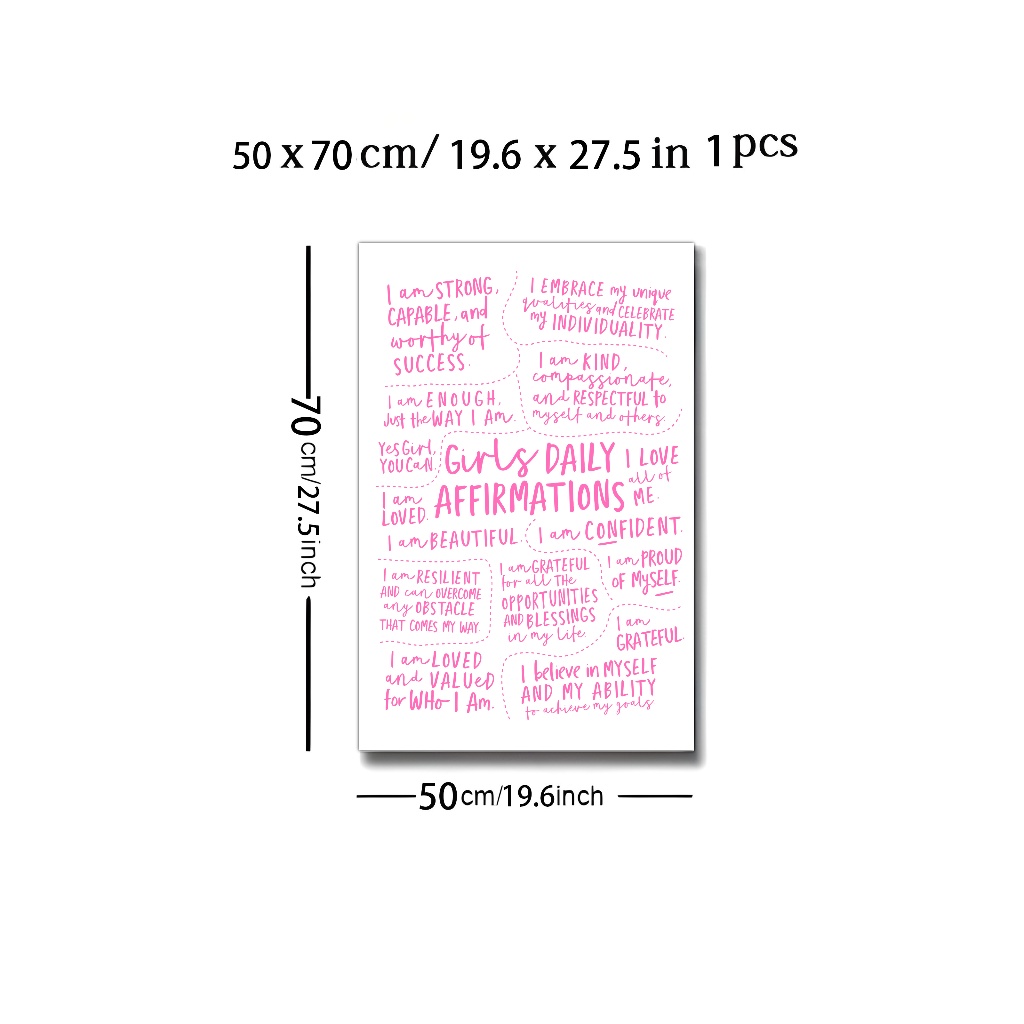 50 x 70 cm/ 19.6 x 27.5 in 1 pcs
70 cm/27.5 inch
I am STRONG,
CAPABLE, and
worthy of
SUCCESS.
I EMBRACE my unique
qualities and CELEBRATE
my INDIVIDUALITY.
I am KIND,
compassionate,
and RESPECTFUL to
myself and others.
I am ENOUGH,
Just the WAY I Am.
Yes Girl,
YOU CaN.
Girls DAILY
AFFIRMATIONS
I LOVE
all of
ME.
I am
LOVED.
I am BEAUTIFUL.
I am CONFIDENT.
I am RESILIENT
AND can OVERCOME
any OBSTACLE
THAT COMES MY WAY.
I am GRATEFUL
for all THE
OPPORTUNITIES
AND BLESSINGS
in my life.
I am PROUD
OF MySELF.
I am
GRATEFUL.
I am LOVED
and VALUeD
for WHo I Am.
I believe in MYSELF
AND MY ABILITY
to achieve my goals
50cm/19.6inch